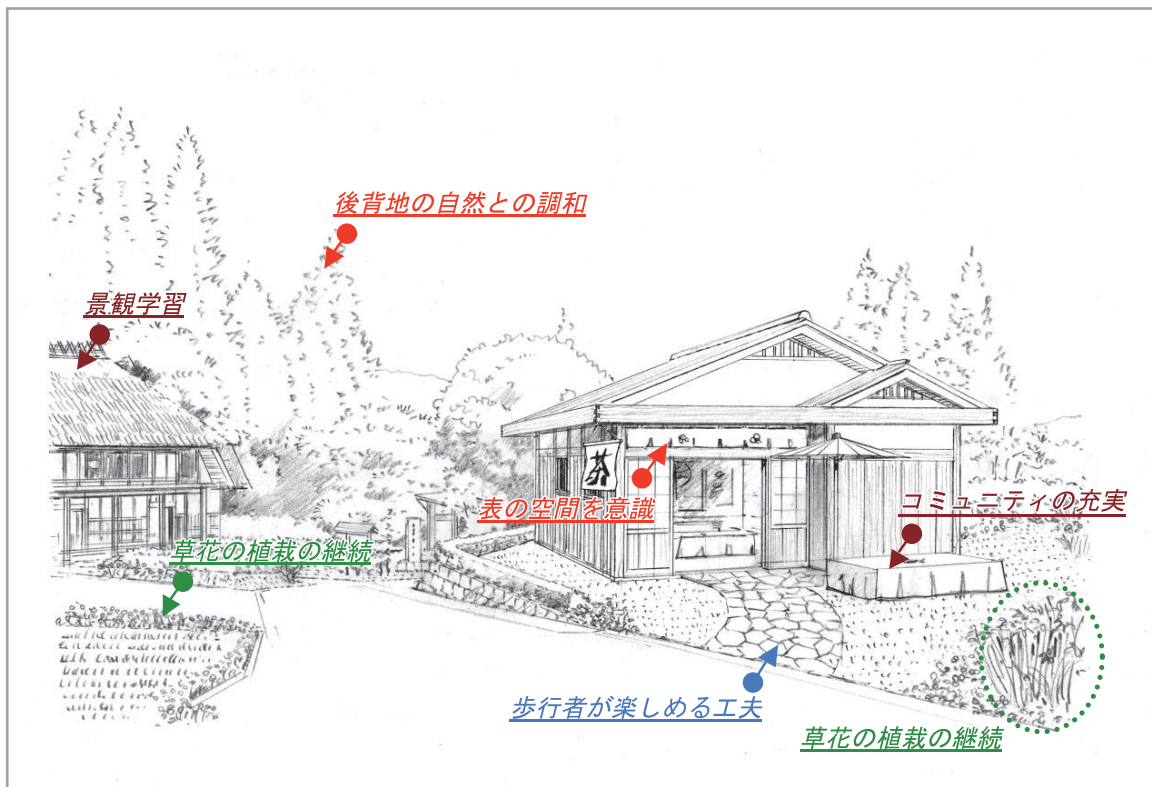 後背地の自然との調和
景観学習
茶
表の空間を意識
コミュニティの充実
草花の植栽の継続
歩行者が楽しめる工夫
草花の植栽の継続